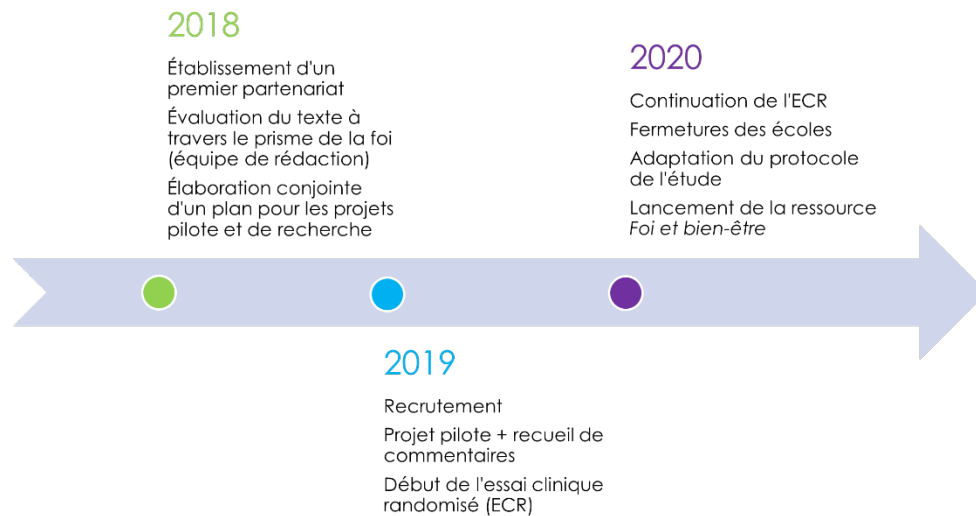 2018
Établissement d'un
premier partenariat
Évaluation du texte à
travers le prisme de la foi
(équipe de rédaction)
Élaboration conjointe
d'un plan pour les projets
pilote et de recherche
2019
Recrutement
Projet pilote + recueil de
commentaires
Début de l'essai clinique
randomisé (ECR)
2020
Continuation de l'ECR
Fermetures des écoles
Adaptation du protocole
de l'étude
Lancement de la ressource
Foi et bien-être